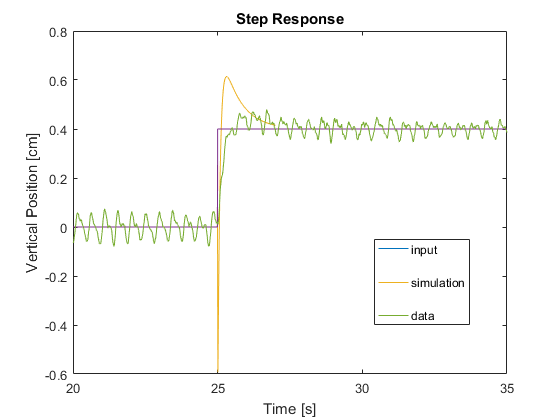 Step Response
0.8
0.6
0.4
0.2
0
-0.2
-0.4
-0.6
Vertical Position [cm]
input
simulation
data
20
25
30
35
Time [s]